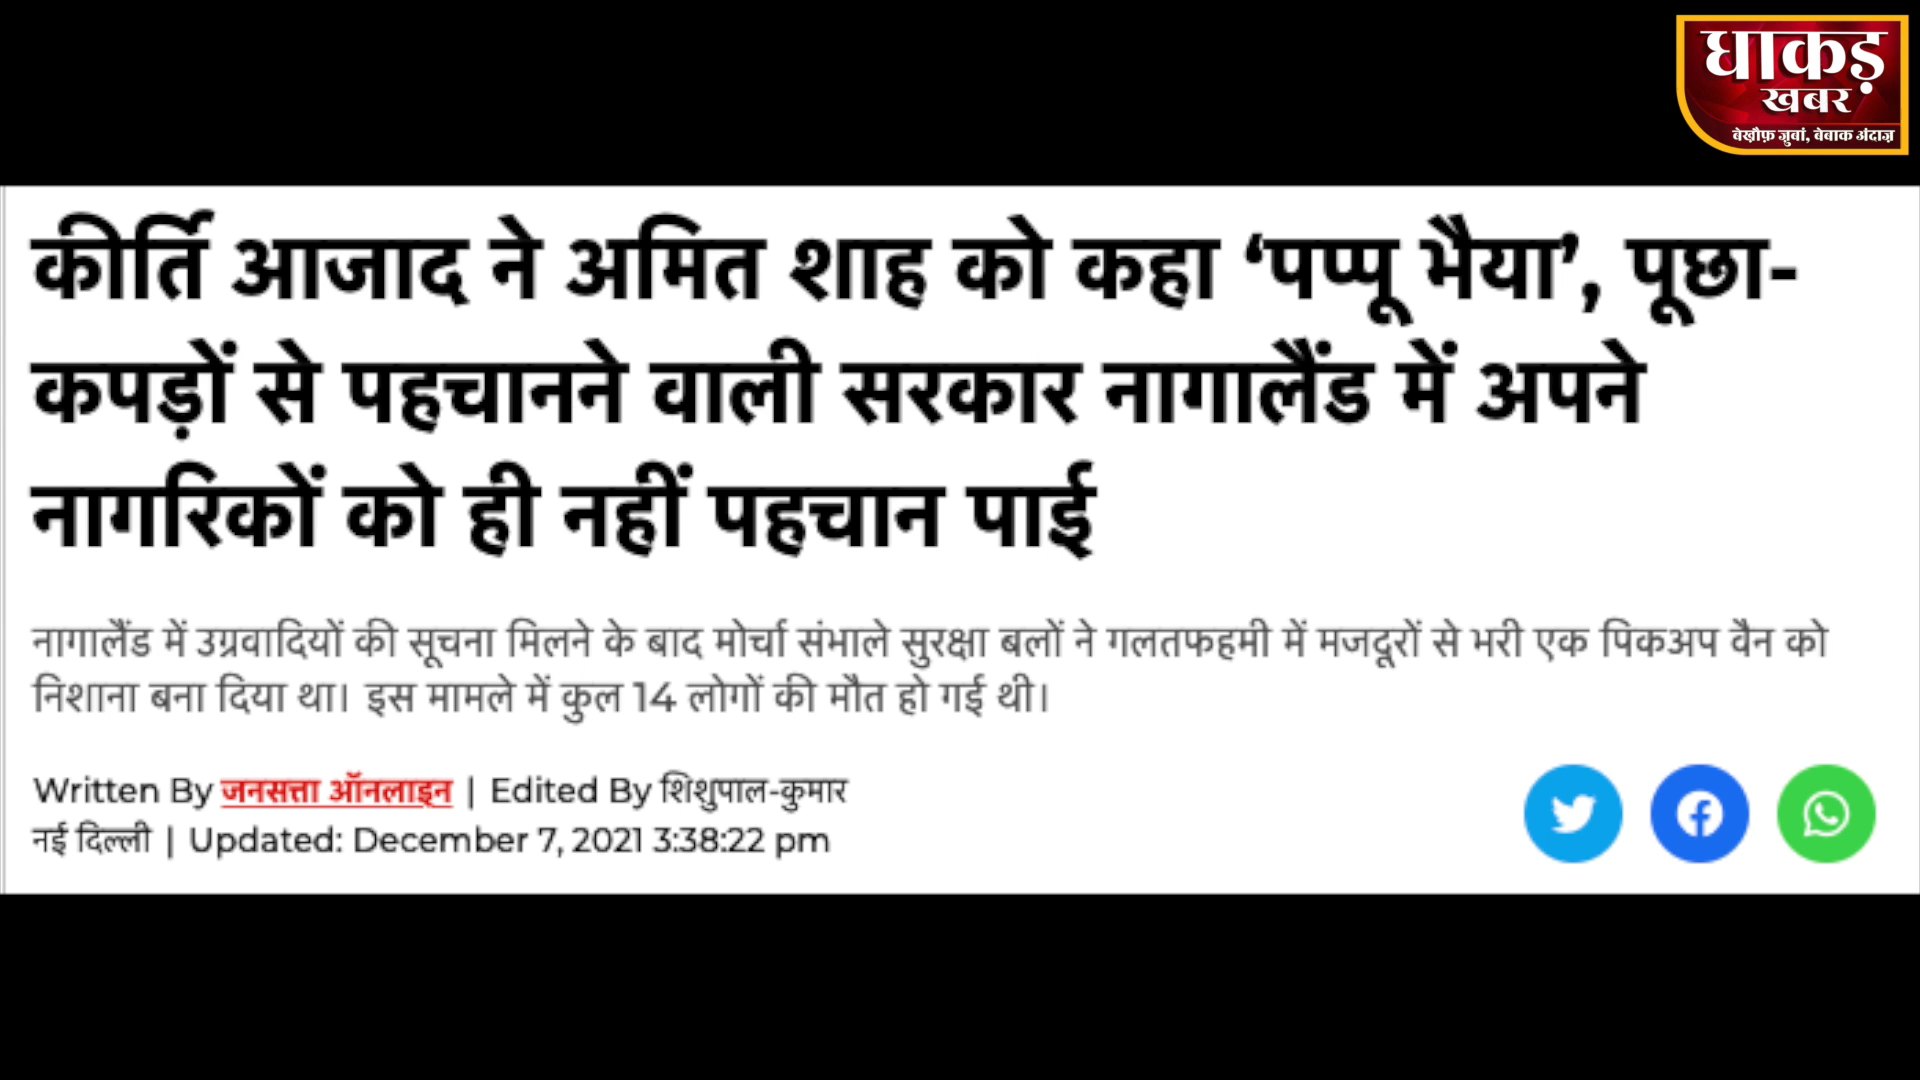 धाकड़
खबर
बेख़ौफ़ जुबां, बेबाक अंदाज़
कीर्ति आजाद ने अमित शाह को कहा ‘पप्पू भैया’, पूछा-
कपड़ों से पहचानने वाली सरकार नागालैंड में अपने
नागरिकों को ही नहीं पहचान पाई
नागालैंड में उग्रवादियों की सूचना मिलने के बाद मोर्चा संभाले सुरक्षा बलों ने गलतफहमी में मजदूरों से भरी एक पिकअप वैन को
निशाना बना दिया था। इस मामले में कुल 14 लोगों की मौत हो गई थी।
Written By जनसत्ता ऑनलाइन | Edited By शिशुपाल-कुमार
नई दिल्ली | Updated: December 7, 2021 3:38:22 pm